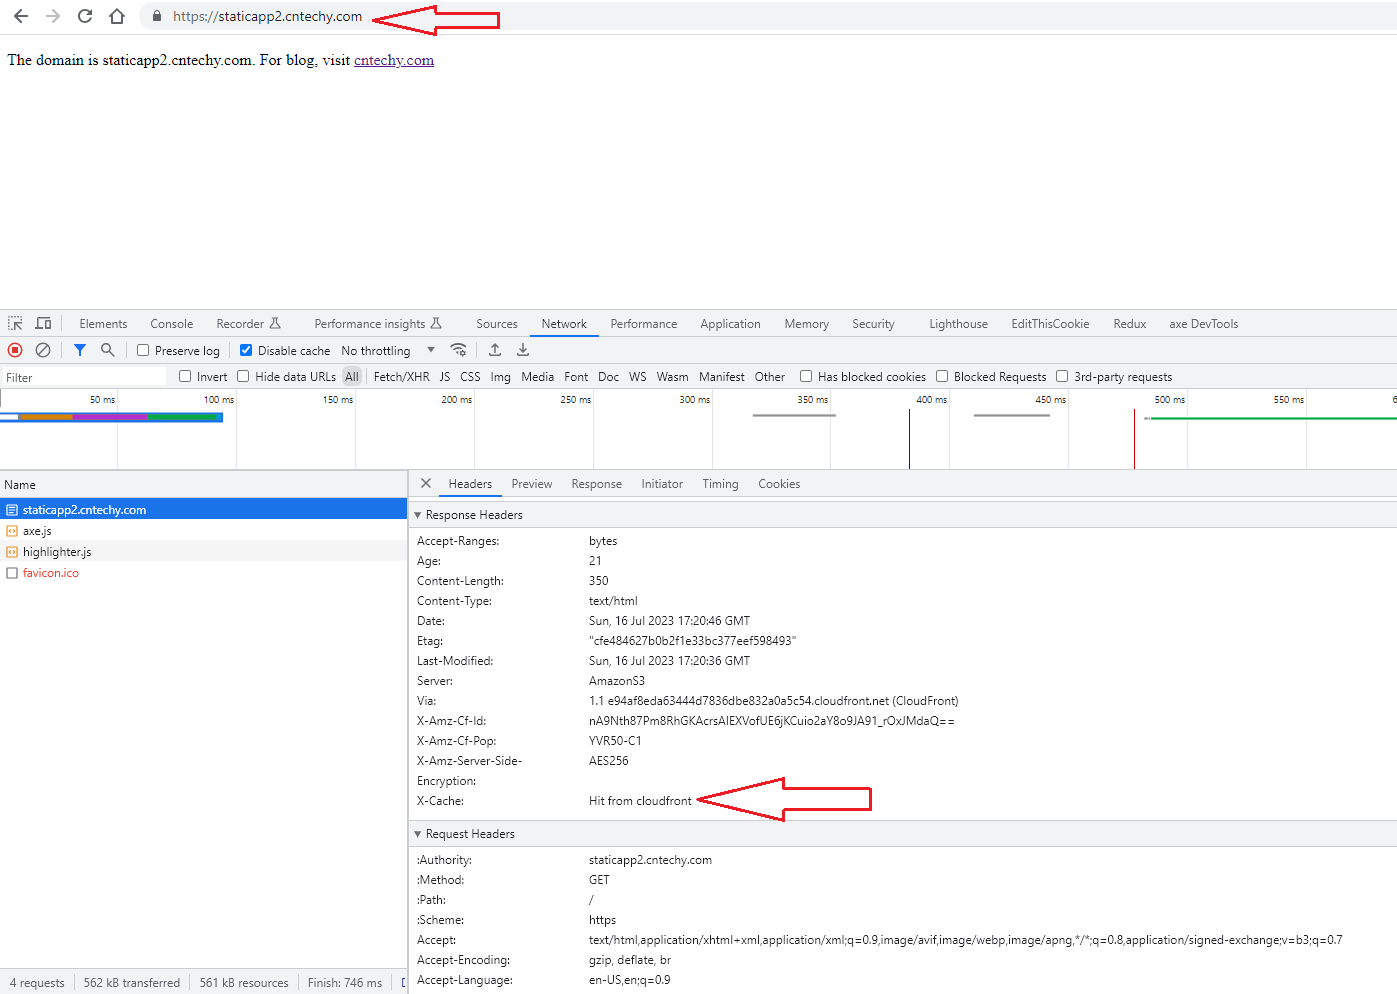 https://staticapp2.cntechy.com
The domain is staticapp2.cntechy.com. For blog, visit cntechy.com
Elements Console Recorder Performance insights Sources Network Performance Application Memory Security Lighthouse EditThisCookie Redux axe DevTools
Preserve log Disable cache No throttling
Filter Invert Hide data URLs All Fetch/XHR JS CSS Img Media Font Doc WS Wasm Manifest Other Has blocked cookies Blocked Requests 3rd-party requests
50 ms 100 ms 150 ms 200 ms 250 ms 300 ms 350 ms 400 ms 450 ms 500 ms 550 ms 6
Name
staticapp2.cntechy.com
axe.js
highlighter.js
favicon.ico
4 requests 562 kB transferred 561 kB resources Finish: 746 ms
Headers Preview Response Initiator Timing Cookies
Response Headers
Accept-Ranges: bytes
Age: 21
Content-Length: 350
Content-Type: text/html
Date: Sun, 16 Jul 2023 17:20:46 GMT
Etag: "cfe484627b0b2f1e33bc377eef598493"
Last-Modified: Sun, 16 Jul 2023 17:20:36 GMT
Server: AmazonS3
Via: 1.1 e94af8eda63444d7836dbe832a0a5c54.cloudfront.net (CloudFront)
X-Amz-Cf-Id: nA9Nth87Pm8RhGKAcrsAIEXVofUE6jKCuio2aY8o9JA91_rOxJMdaQ==
X-Amz-Cf-Pop: YVR50-C1
X-Amz-Server-Side- AES256
Encryption:
X-Cache: Hit from cloudfront
Request Headers
:Authority: staticapp2.cntechy.com
:Method: GET
:Path: /
:Scheme: https
Accept: text/html,application/xhtml+xml,application/xml;q=0.9,image/avif,image/webp,image/apng,*/*;q=0.8,application/signed-exchange;v=b3;q=0.7
Accept-Encoding: gzip, deflate, br
Accept-Language: en-US,en;q=0.9